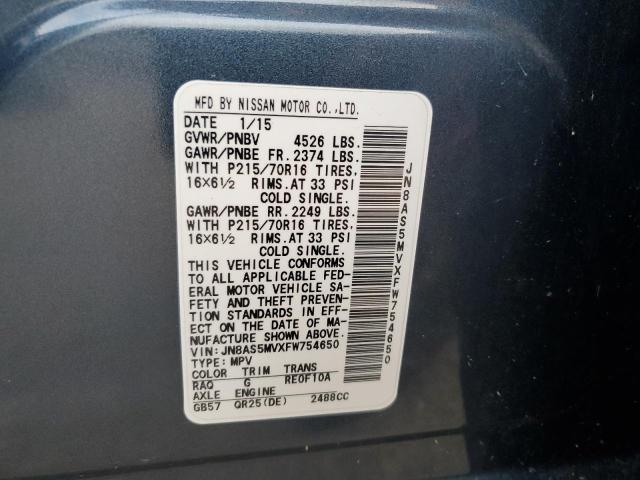 MFD BY NISSAN MOTOR CO.,LTD.
DATE 1/15
GVWR/PNBV 4526 LBS.
GAWR/PNBE FR. 2374 LBS.
WITH P215/70R16 TIRES,
16X6½ RIMS.AT 33 PSI
COLD SINGLE.
GAWR/PNBE RR. 2249 LBS.
WITH P215/70R16 TIRES,
16X6½ RIMS.AT 33 PSI
COLD SINGLE.
THIS VEHICLE CONFORMS
TO ALL APPLICABLE FED-
ERAL MOTOR VEHICLE SA-
FETY AND THEFT PREVEN-
TION STANDARDS IN EFF-
ECT ON THE DATE OF MA-
NUFACTURE SHOWN ABOVE.
VIN: JN8AS5MVXFW754650
TYPE: MPV
COLOR TRIM TRANS
RAQ G RE0F10A
AXLE ENGINE
GB57 QR25(DE) 2488CC
JN8AS5MVXFW754650